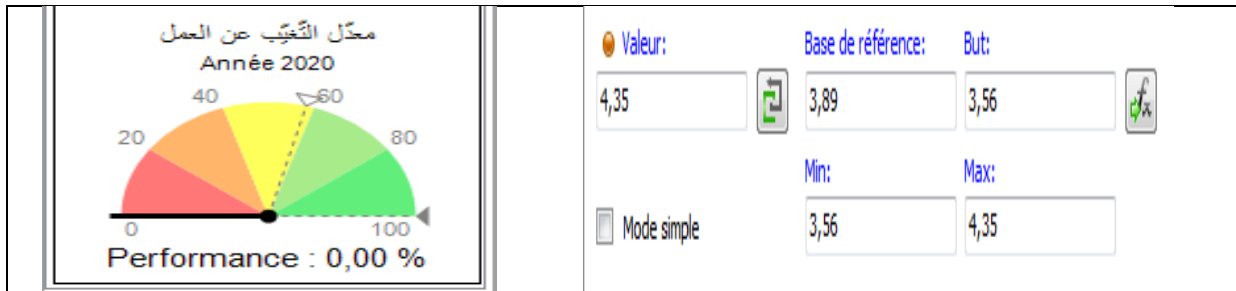 معدّل التّغيّب عن العمل
Année 2020
40 60
20 80
0 100
Performance : 0,00 %
Valeur: Base de référence: But:
4,35 3,89 3,56 fx
Min: Max:
Mode simple 3,56 4,35